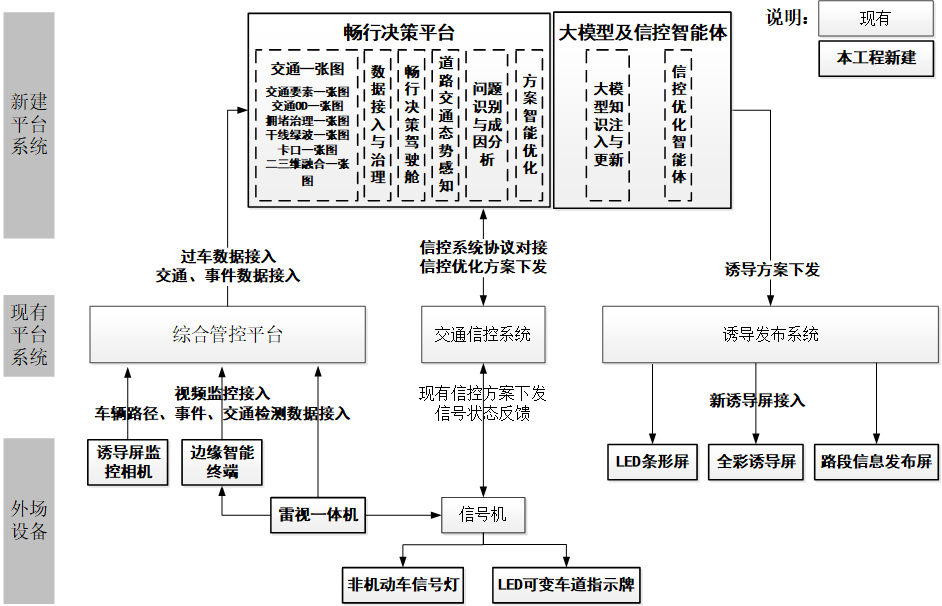 说明：
现有
本工程新建
新建
平台
系统
畅行决策平台
交通一张图
交通要素一张图
交通OD一张图
拥堵治理一张图
干线绿波一张图
卡口一张图
二三维融合一张
图
数据接入与治理
畅行决策驾驶舱
道路交通态势感知
问题
识别
与成
因分
析
方案智能优化
大模型及信控智能体
大模
型知
识注
入与
更新
信控优化智能体
过车数据接入
交通、事件数据接入
信控系统协议对接
信控优化方案下发
诱导方案下发
现有
平台
系统
综合管控平台
交通信控系统
诱导发布系统
视频监控接入
车辆路径、事件、交通检测数据接入
现有信控方案下发
信号状态反馈
新诱导屏接入
外场
设备
诱导屏监
控相机
边缘智能
终端
LED条形屏
全彩诱导屏
路段信息发布屏
雷视一体机
信号机
非机动车信号灯
LED可变车道指示牌